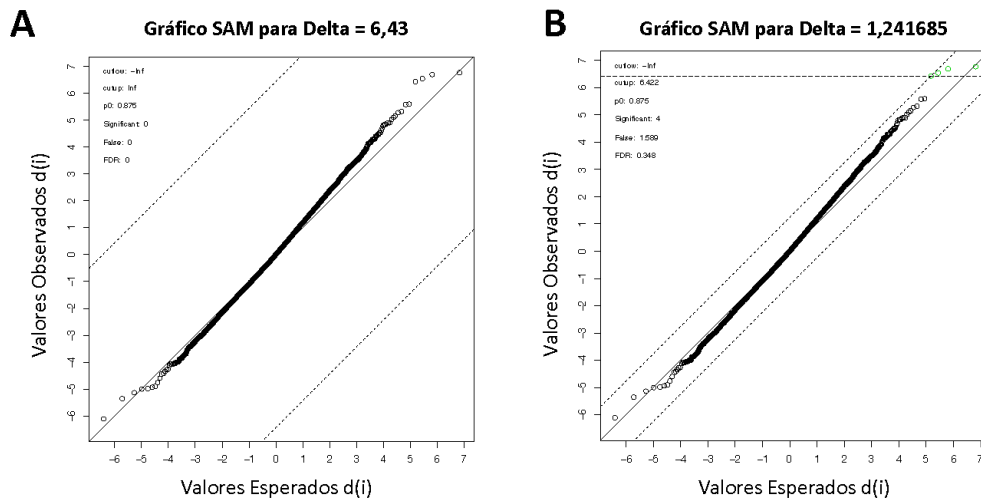 A
Gráfico SAM para Delta = 6,43
cutlow: -Inf
cutup: Inf
p0: 0.875
Significant: 0
False: 0
FDR: 0
7
6
5
4
3
2
1
0
-1
-2
-3
-4
-5
-6
-6 -5 -4 -3 -2 -1 0 1 2 3 4 5 6 7
Valores Observados d(i)
Valores Esperados d(i)
B
Gráfico SAM para Delta = 1,241685
cutlow: -Inf
cutup: 6.422
p0: 0.875
Significant: 4
False: 1.589
FDR: 0.348
7
6
5
4
3
2
1
0
-1
-2
-3
-4
-5
-6
-6 -5 -4 -3 -2 -1 0 1 2 3 4 5 6 7
Valores Observados d(i)
Valores Esperados d(i)